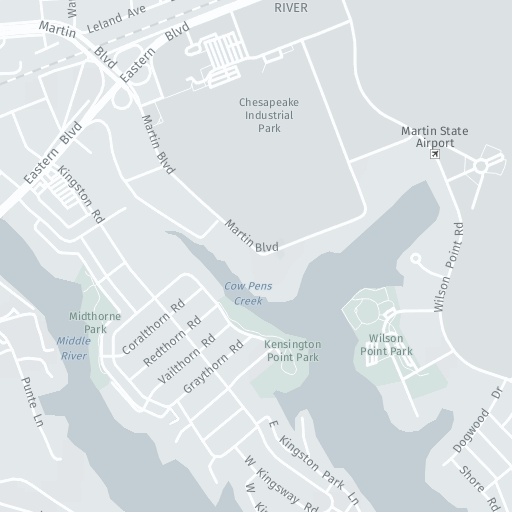 RIVER
Leland Ave
Martin Blvd
Eastern Blvd
Chesapeake
Industrial
Park
Martin State
Airport
Eastern Blvd
Martin Blvd
Kingston Rd
Martin Blvd
Wilson Point Rd
Cow Pens
Creek
Midthorne
Park
Coralthorn Rd
Middle
River
Redthorn Rd
Vailthorn Rd
Graythorn Rd
Kensington
Point Park
Wilson
Point Park
Punte Ln
Dogwood Dr
E Kingston Park Ln
W Kingsway Rd
Shore Rd